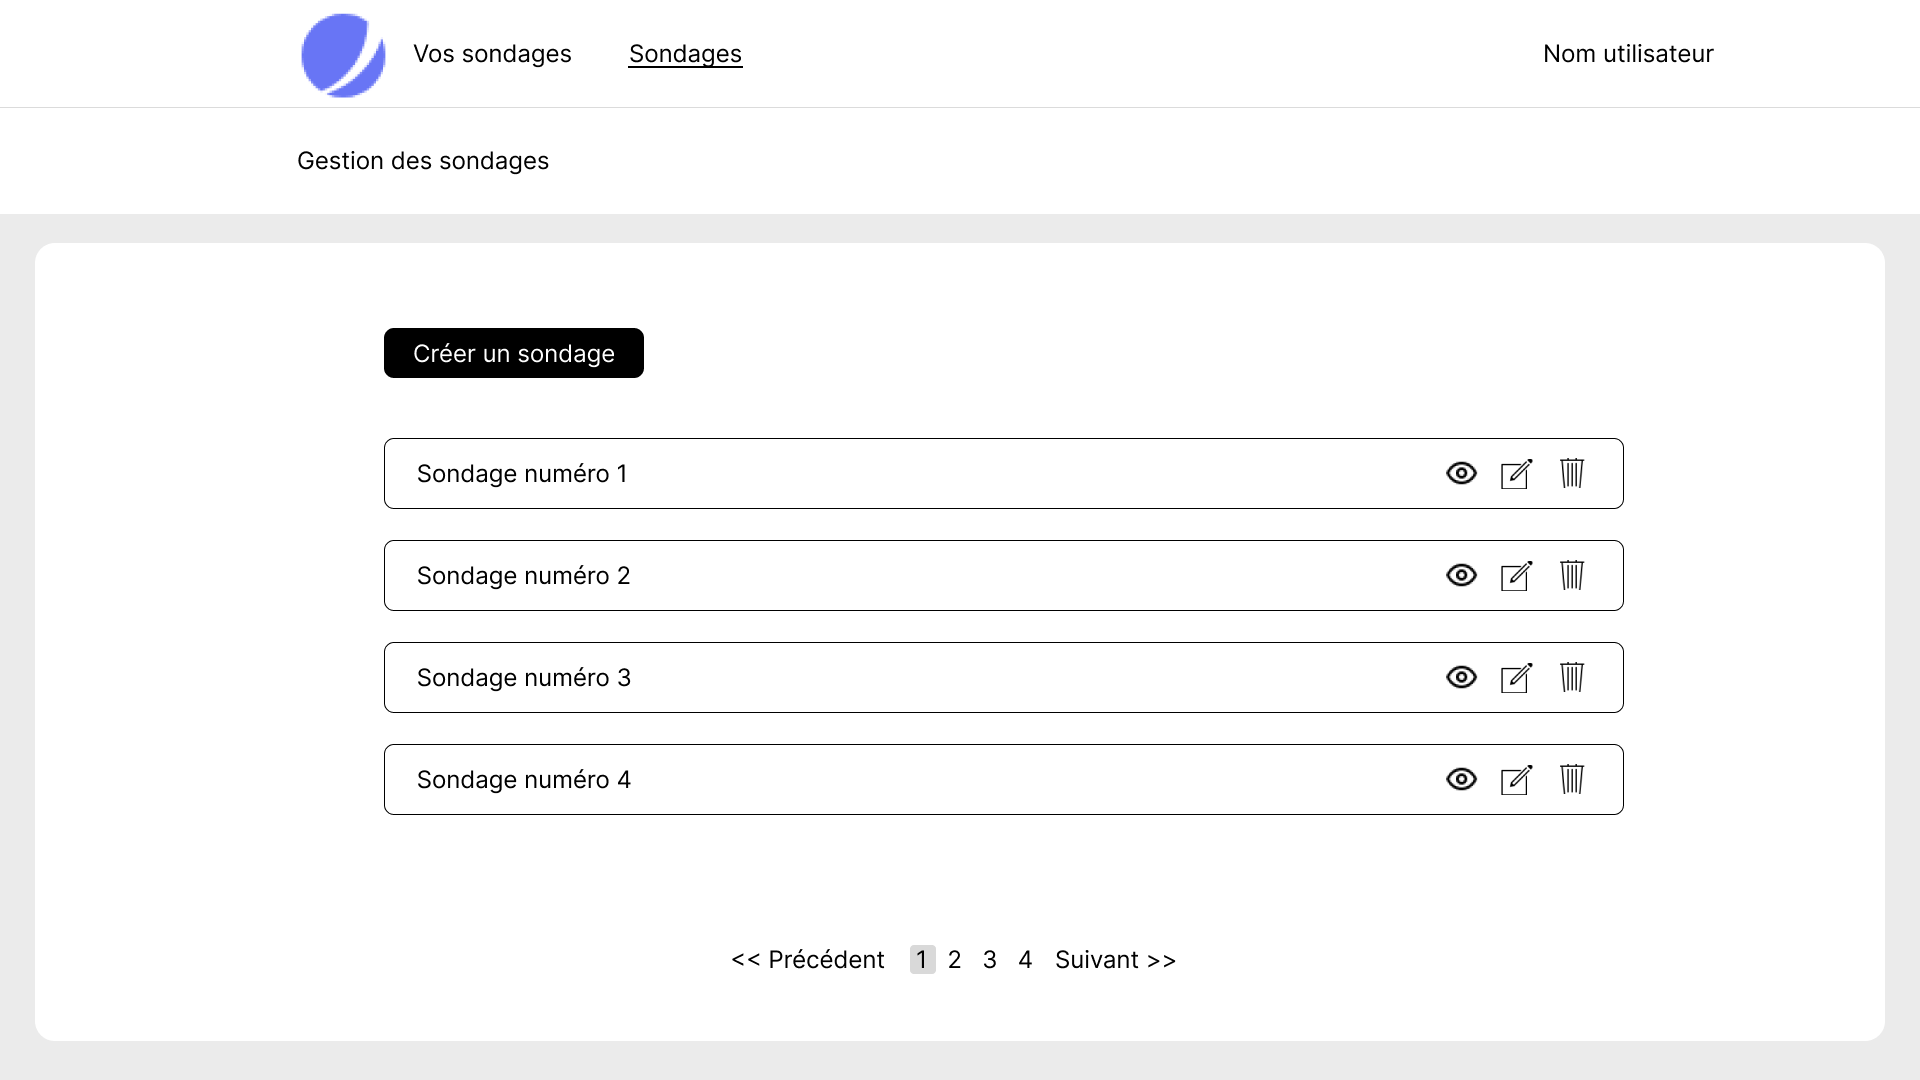 Vos sondages Sondages Nom utilisateur
Gestion des sondages
Créer un sondage
Sondage numéro 1
Sondage numéro 2
Sondage numéro 3
Sondage numéro 4
<< Précédent 1 2 3 4 Suivant >>